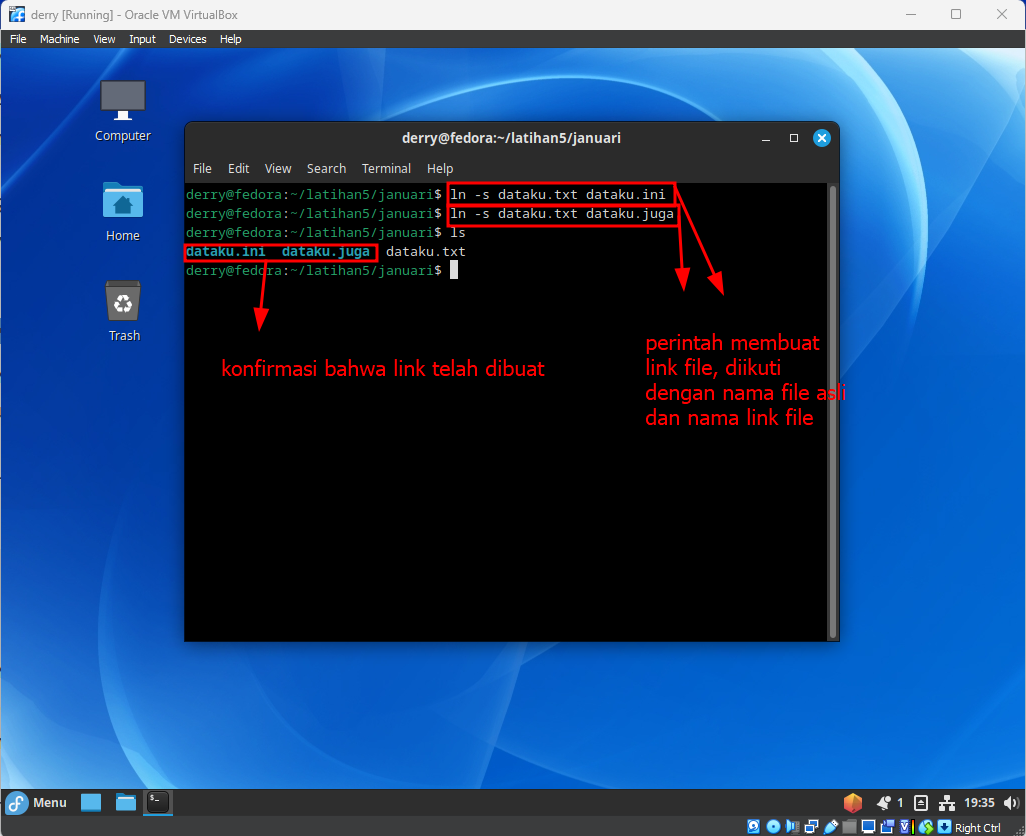 derry [Running] - Oracle VM VirtualBox
File Machine View Input Devices Help
Computer
Home
Trash
derry@fedora:~/latihan5/januari
File Edit View Search Terminal Help
derry@fedora:~/latihan5/januari$ ln -s dataku.txt dataku.ini
derry@fedora:~/latihan5/januari$ ln -s dataku.txt dataku.juga
derry@fedora:~/latihan5/januari$ ls
dataku.ini dataku.juga dataku.txt
derry@fedora:~/latihan5/januari$
konfirmasi bahwa link telah dibuat
perintah membuat
link file, diikuti
dengan nama file asli
dan nama link file
Menu
1
19:35
Right Ctrl